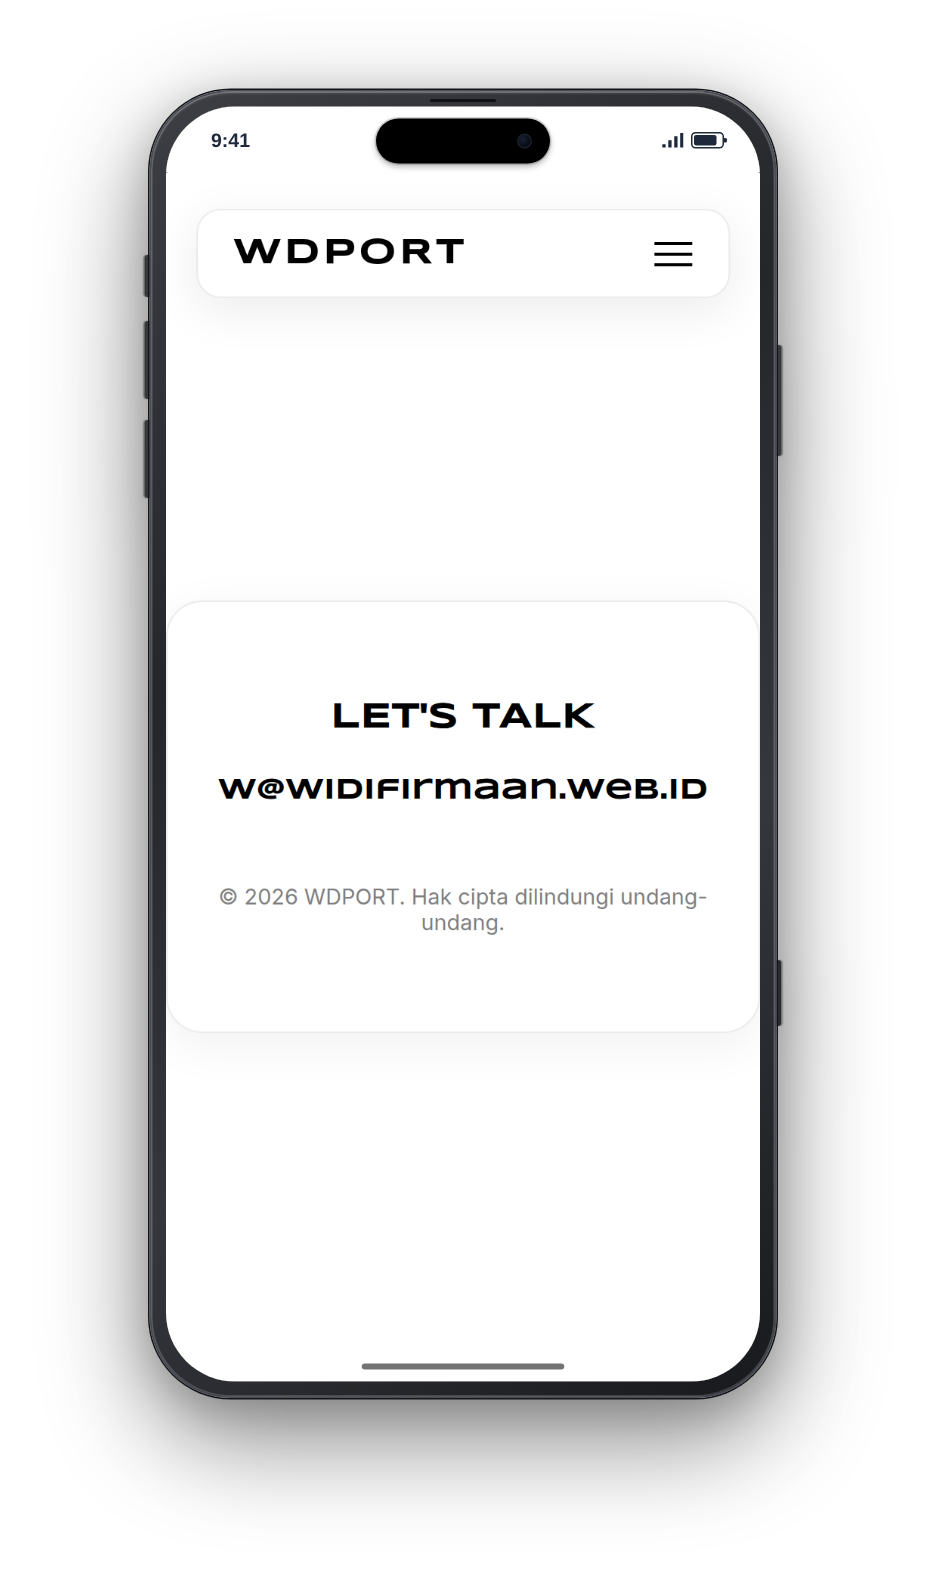 9:41
WDPORT
LET'S TALK
w@widifirmaan.web.id
© 2026 WDPORT. Hak cipta dilindungi undang-
undang.